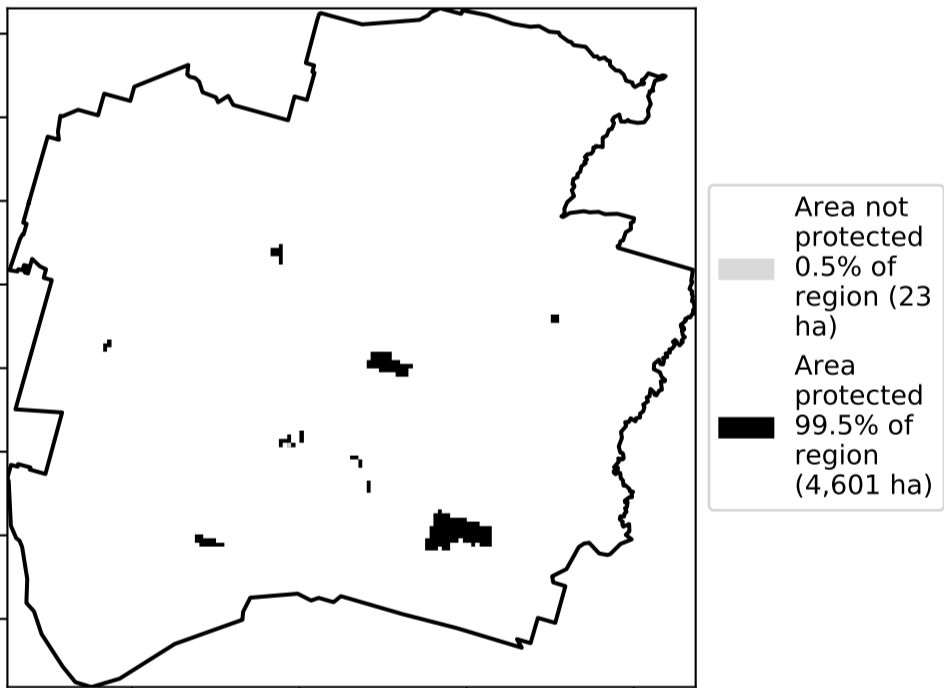 Area not
protected
0.5% of
region (23
ha)
Area
protected
99.5% of
region
(4,601 ha)